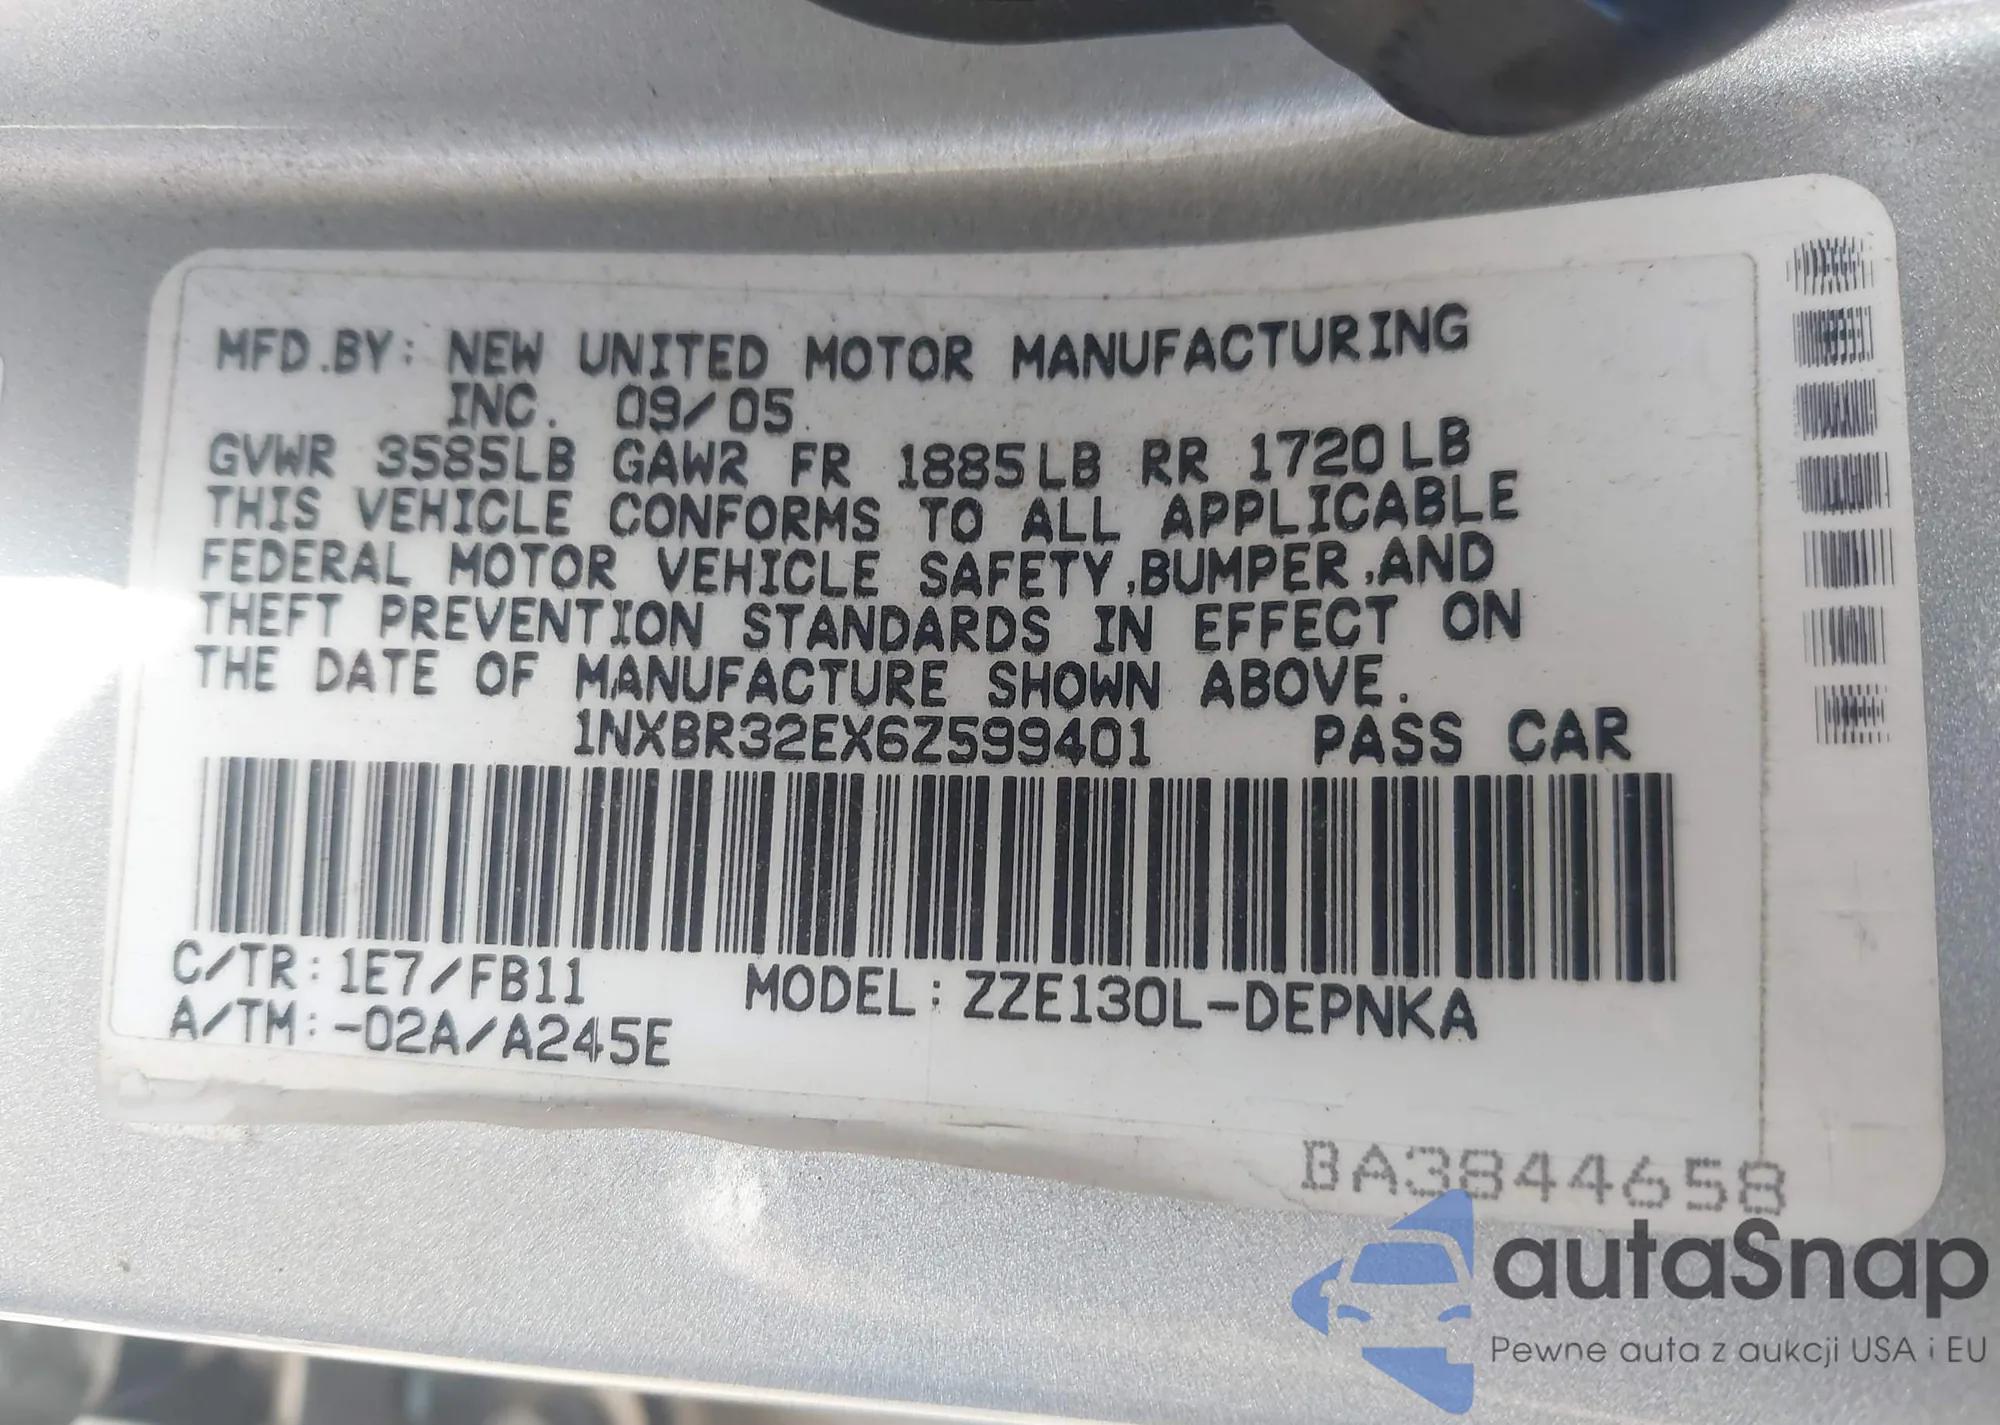 MFD.BY: NEW UNITED MOTOR MANUFACTURING
INC. 09/05
GVWR 3585LB GAWR FR 1885LB RR 1720LB
THIS VEHICLE CONFORMS TO ALL APPLICABLE
FEDERAL MOTOR VEHICLE SAFETY,BUMPER,AND
THEFT PREVENTION STANDARDS IN EFFECT ON
THE DATE OF MANUFACTURE SHOWN ABOVE.
1NXBR32EX6Z599401 PASS CAR
C/TR: 1E7/FB11 MODEL: ZZE130L-DEPNKA
A/TM: -02A/A245E
BA3844658
autaSnap
Pewne auta z aukcji USA i EU